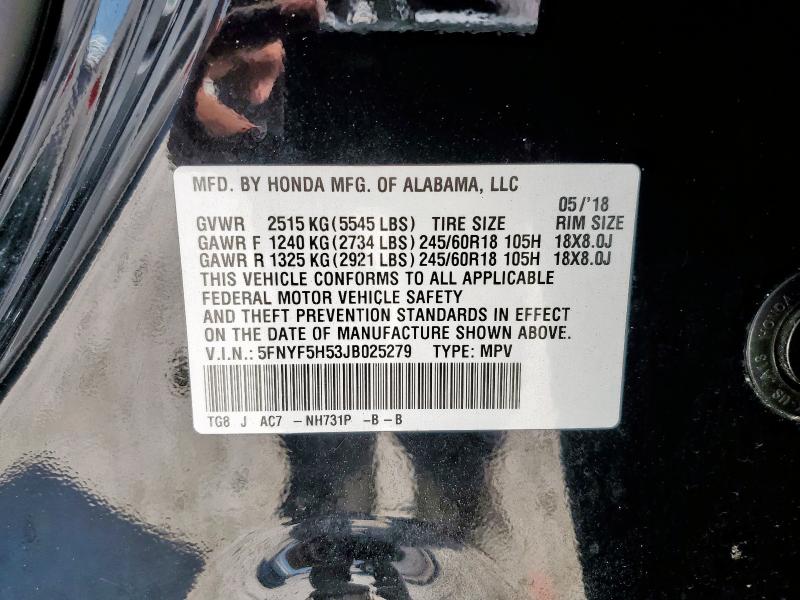 MFD. BY HONDA MFG. OF ALABAMA, LLC
05/'18
GVWR 2515 KG (5545 LBS) TIRE SIZE RIM SIZE
GAWR F 1240 KG (2734 LBS) 245/60R18 105H 18X8.0J
GAWR R 1325 KG (2921 LBS) 245/60R18 105H 18X8.0J
THIS VEHICLE CONFORMS TO ALL APPLICABLE
FEDERAL MOTOR VEHICLE SAFETY
AND THEFT PREVENTION STANDARDS IN EFFECT
ON THE DATE OF MANUFACTURE SHOWN ABOVE.
V.I.N.: 5FNYF5H53JB025279 TYPE: MPV
TG8 J AC7 - NH731P -B - B
HONDA